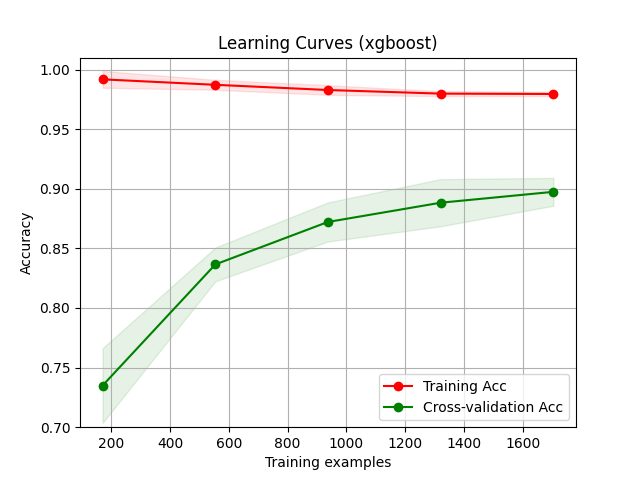 Learning Curves (xgboost)
1.00
0.95
0.90
0.85
0.80
0.75
0.70
Accuracy
200 400 600 800 1000 1200 1400 1600
Training examples
Training Acc
Cross-validation Acc